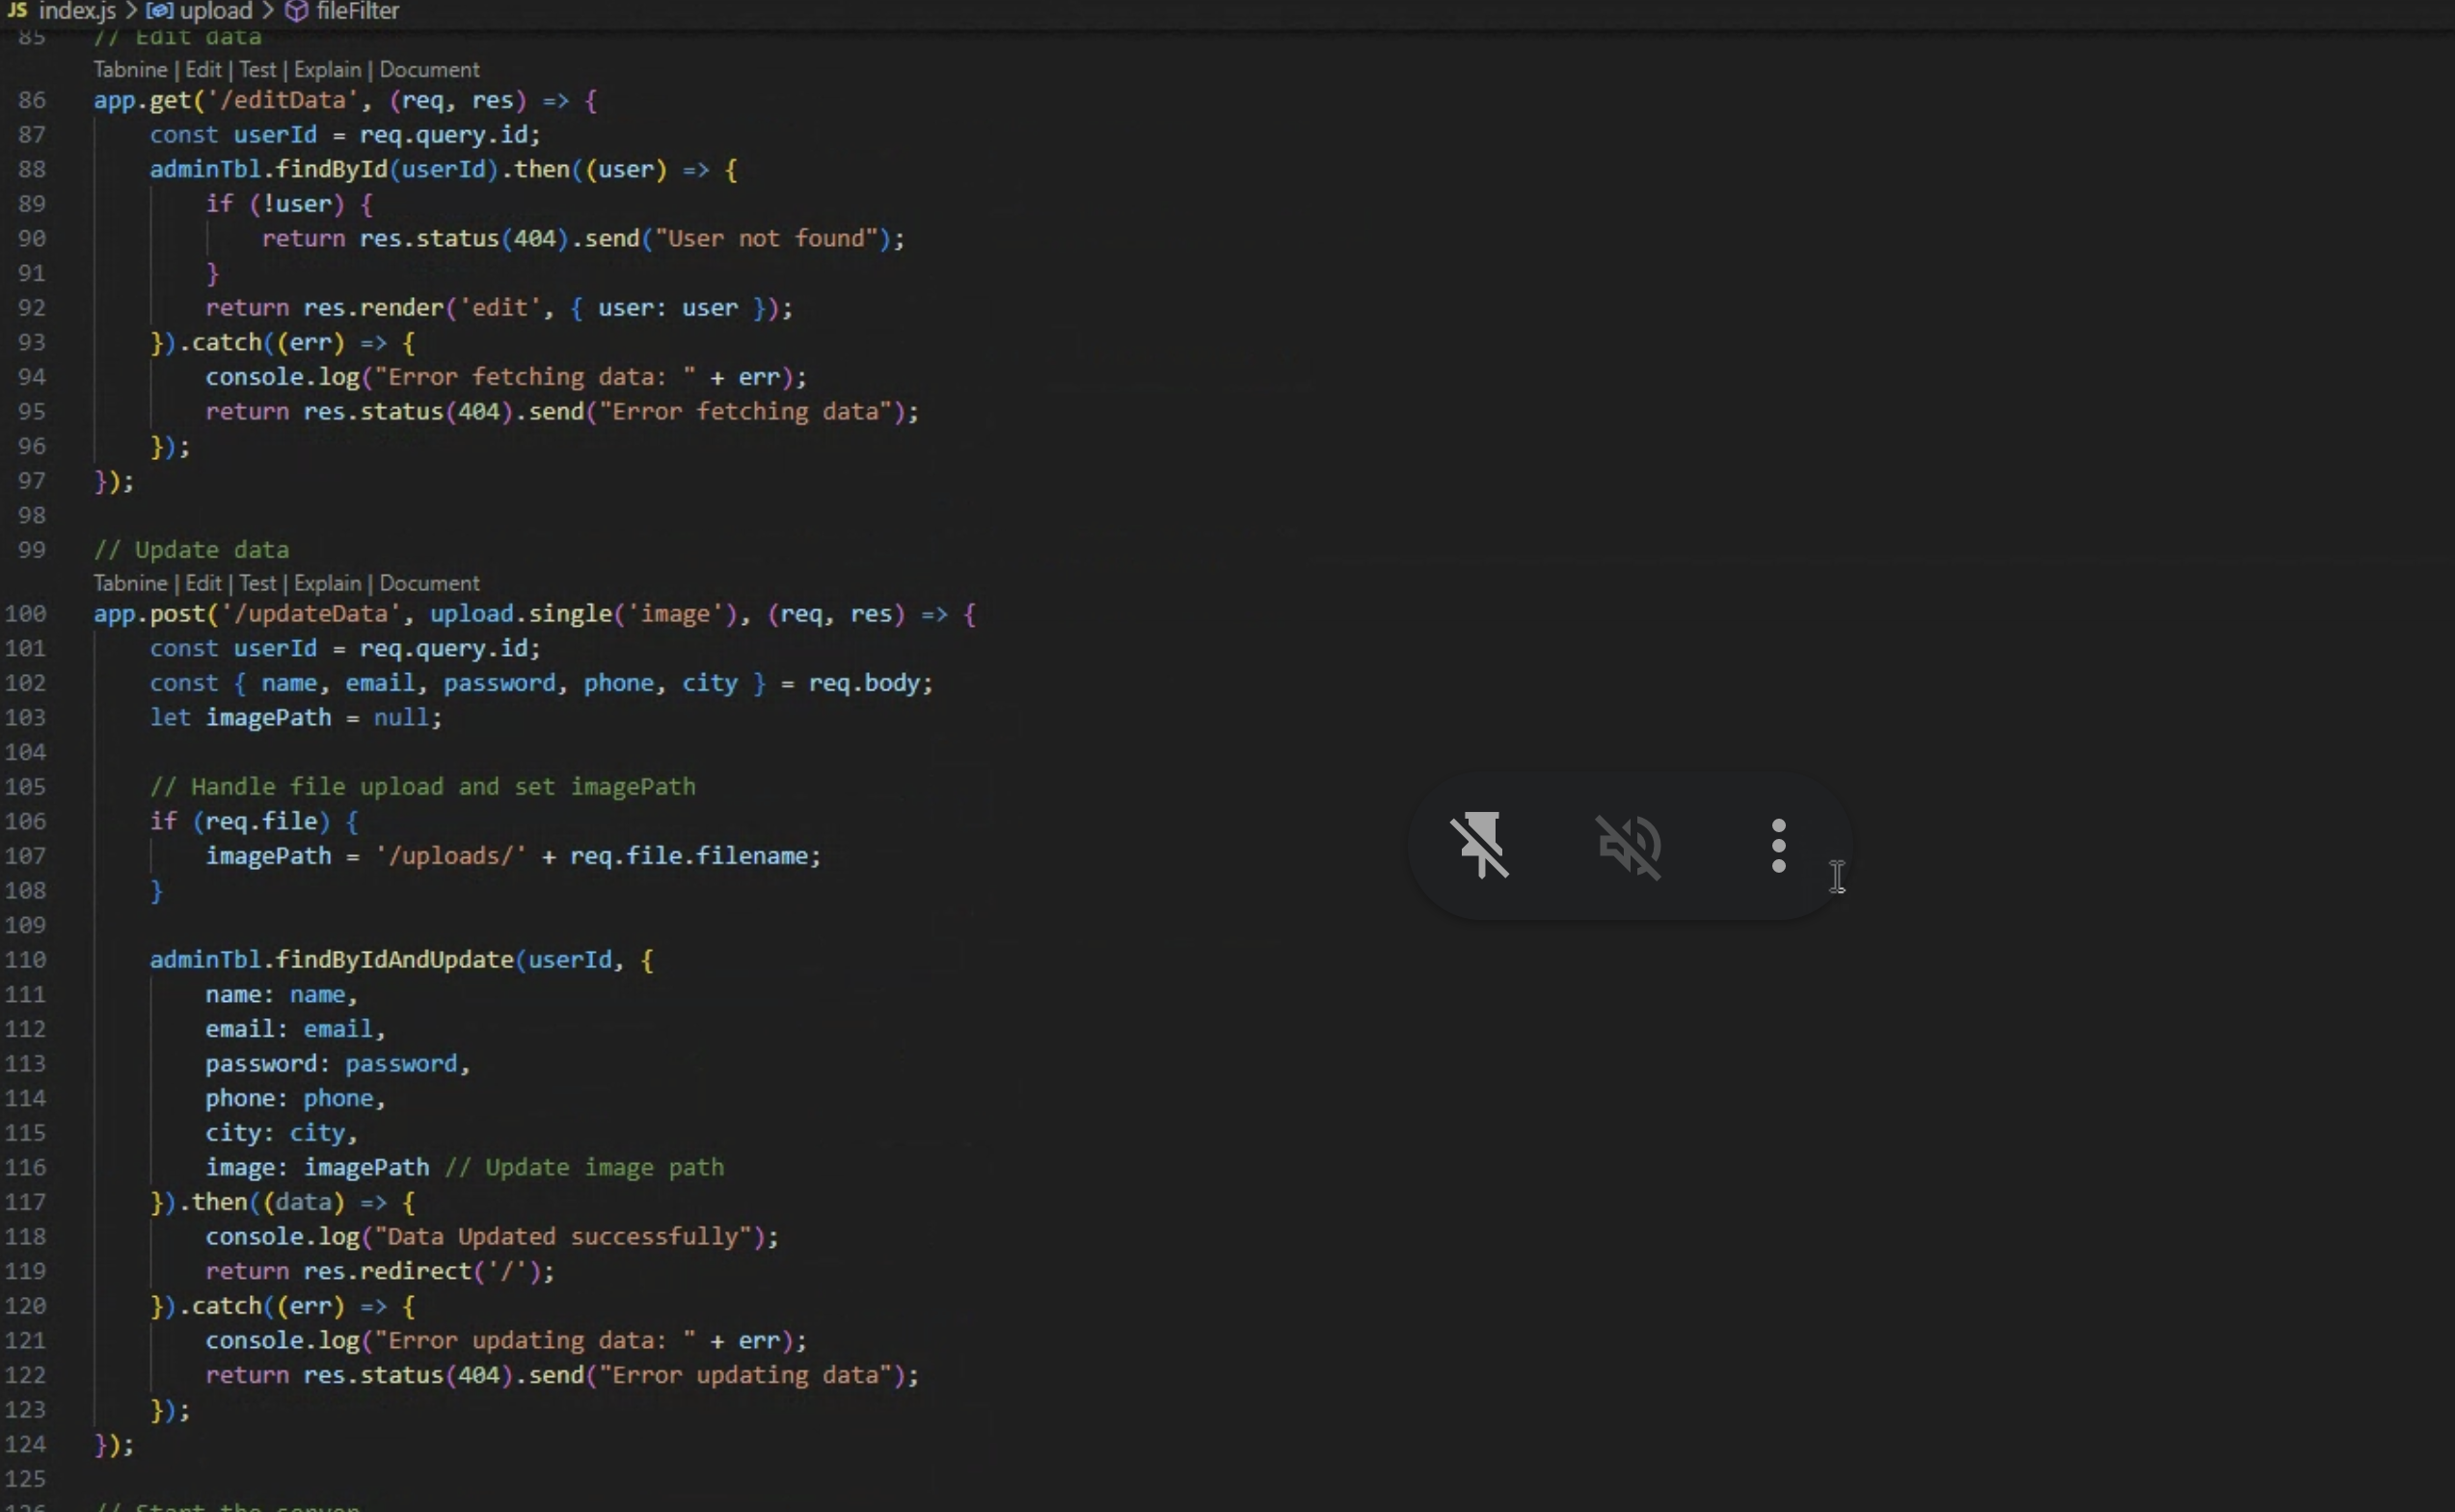 JS index.js > upload > fileFilter
85 // Edit data
Tabnine | Edit | Test | Explain | Document
86 app.get('/editData', (req, res) => {
87 const userId = req.query.id;
88 adminTbl.findById(userId).then((user) => {
89 if (!user) {
90 return res.status(404).send("User not found");
91 }
92 return res.render('edit', { user: user });
93 }).catch((err) => {
94 console.log("Error fetching data: " + err);
95 return res.status(404).send("Error fetching data");
96 });
97 });
98
99 // Update data
Tabnine | Edit | Test | Explain | Document
100 app.post('/updateData', upload.single('image'), (req, res) => {
101 const userId = req.query.id;
102 const { name, email, password, phone, city } = req.body;
103 let imagePath = null;
104
105 // Handle file upload and set imagePath
106 if (req.file) {
107 imagePath = '/uploads/' + req.file.filename;
108 }
109
110 adminTbl.findByIdAndUpdate(userId, {
111 name: name,
112 email: email,
113 password: password,
114 phone: phone,
115 city: city,
116 image: imagePath // Update image path
117 }).then((data) => {
118 console.log("Data Updated successfully");
119 return res.redirect('/');
120 }).catch((err) => {
121 console.log("Error updating data: " + err);
122 return res.status(404).send("Error updating data");
123 });
124 });
125
126 // Start the server